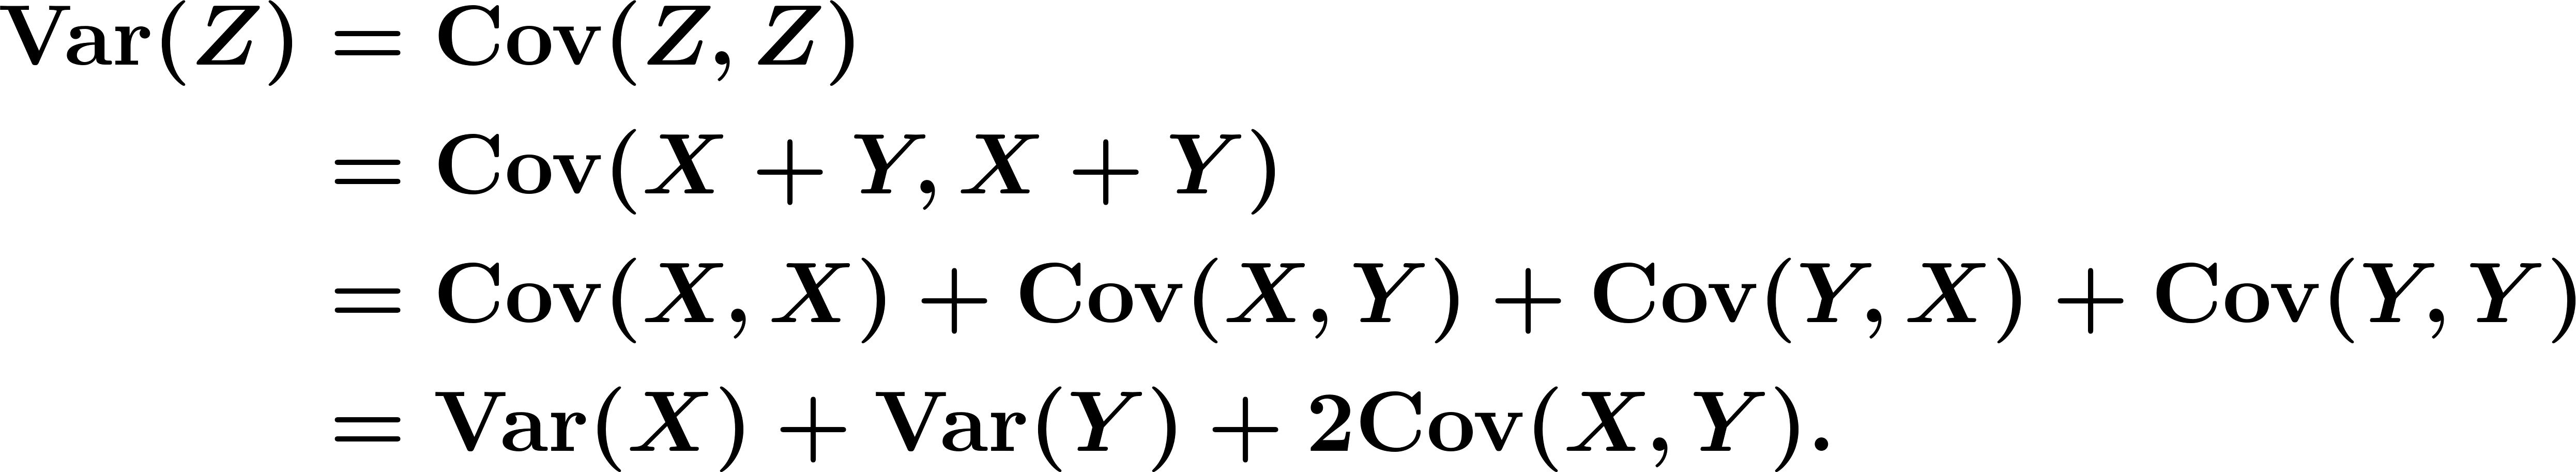 Var(Z) = Cov(Z, Z)
= Cov(X + Y, X + Y)
= Cov(X, X) + Cov(X, Y) + Cov(Y, X) + Cov(Y, Y)
= Var(X) + Var(Y) + 2Cov(X, Y).